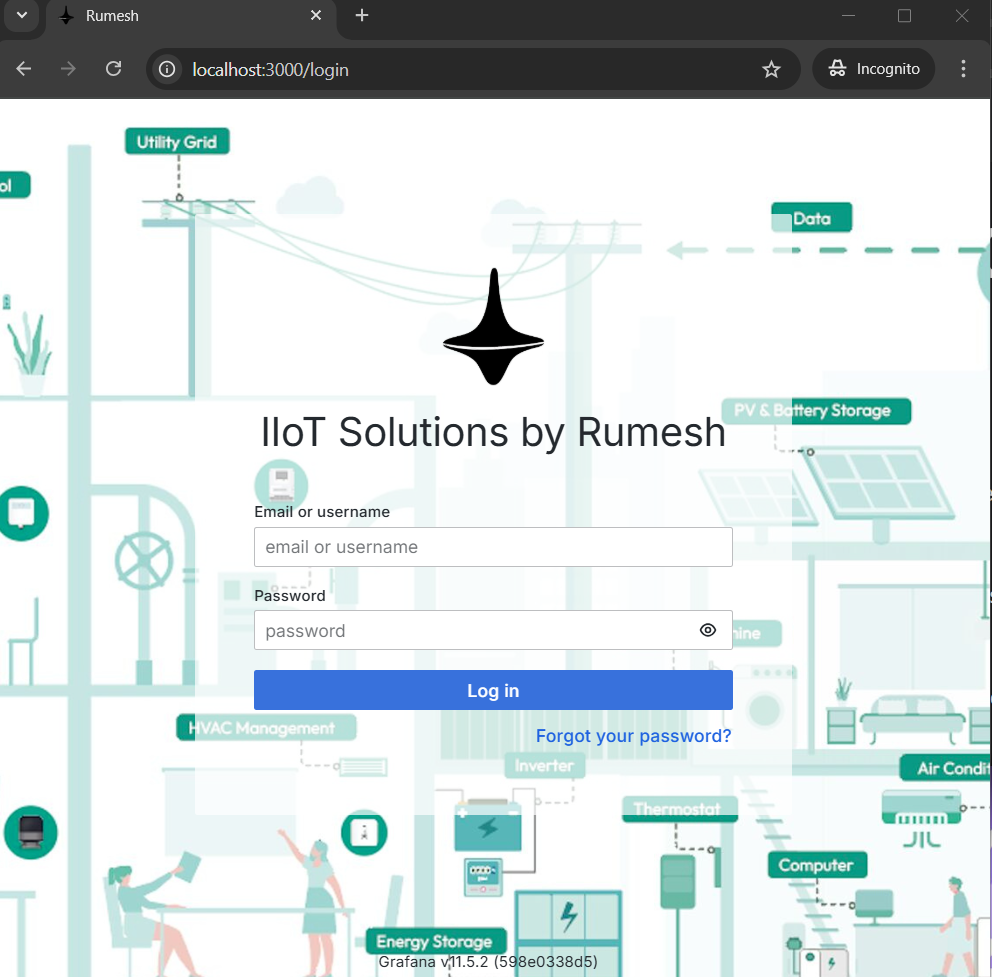 Rumesh
localhost:3000/login
Incognito
Utility Grid
ol
Data
PV & Battery Storage
IIoT Solutions by Rumesh
Email or username
email or username
Password
password
hine
Log in
Forgot your password?
HVAC Management
Inverter
Air Condit
Thermostat
Computer
Energy Storage
Grafana v11.5.2 (598e0338d5)